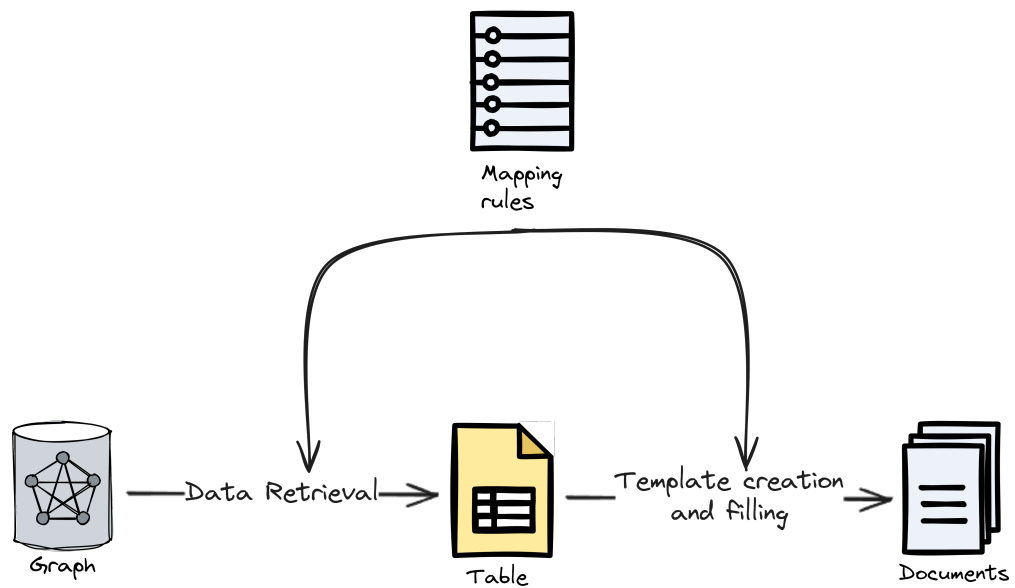 Mapping
rules
Data Retrieval
Template creation
and filling
Graph
Table
Documents